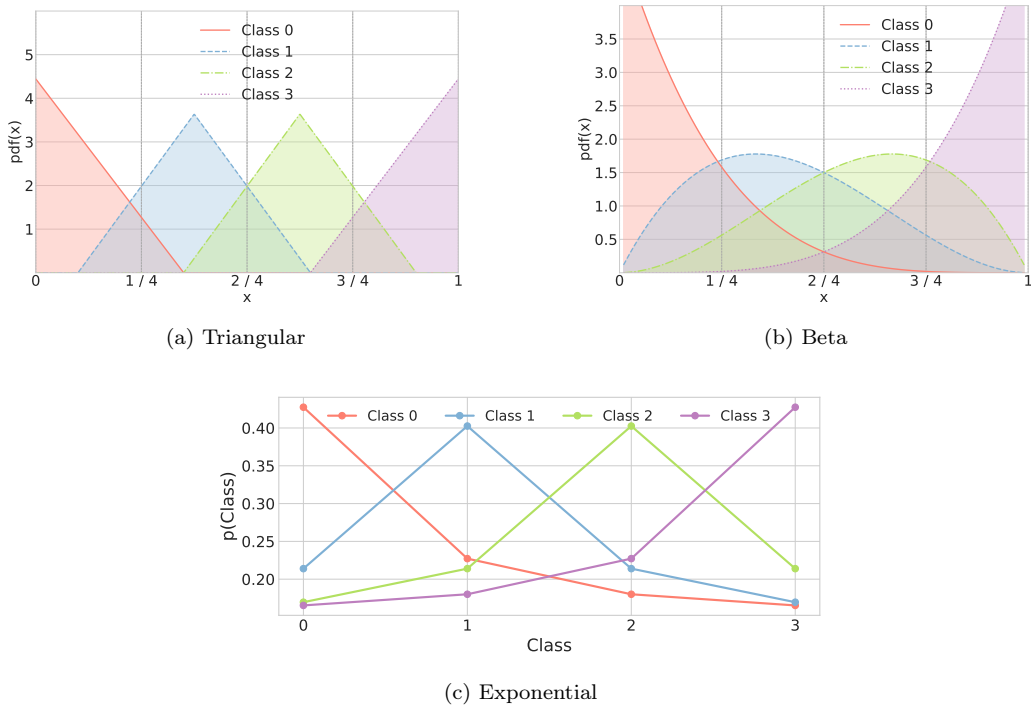 Class 0
Class 1
Class 2
Class 3
5
4
3
2
1
pdf(x)
0
1 / 4
2 / 4
3 / 4
1
x
(a) Triangular
Class 0
Class 1
Class 2
Class 3
3.5
3.0
2.5
2.0
1.5
1.0
0.5
pdf(x)
0
1 / 4
2 / 4
3 / 4
1
x
(b) Beta
Class 0
Class 1
Class 2
Class 3
0.40
0.35
0.30
0.25
0.20
p(Class)
0
1
2
3
Class
(c) Exponential